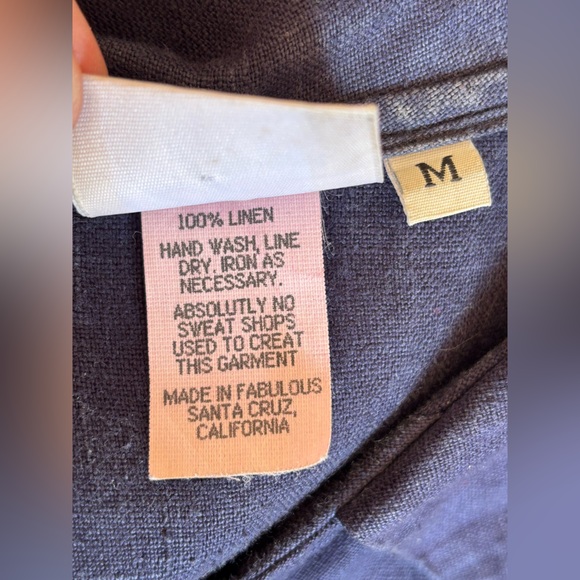 M
100% LINEN
HAND WASH, LINE
DRY. IRON AS
NECESSARY.
ABSOLUTELY NO
SWEAT SHOPS
USED TO CREAT
THIS GARMENT
MADE IN FABULOUS
SANTA CRUZ,
CALIFORNIA